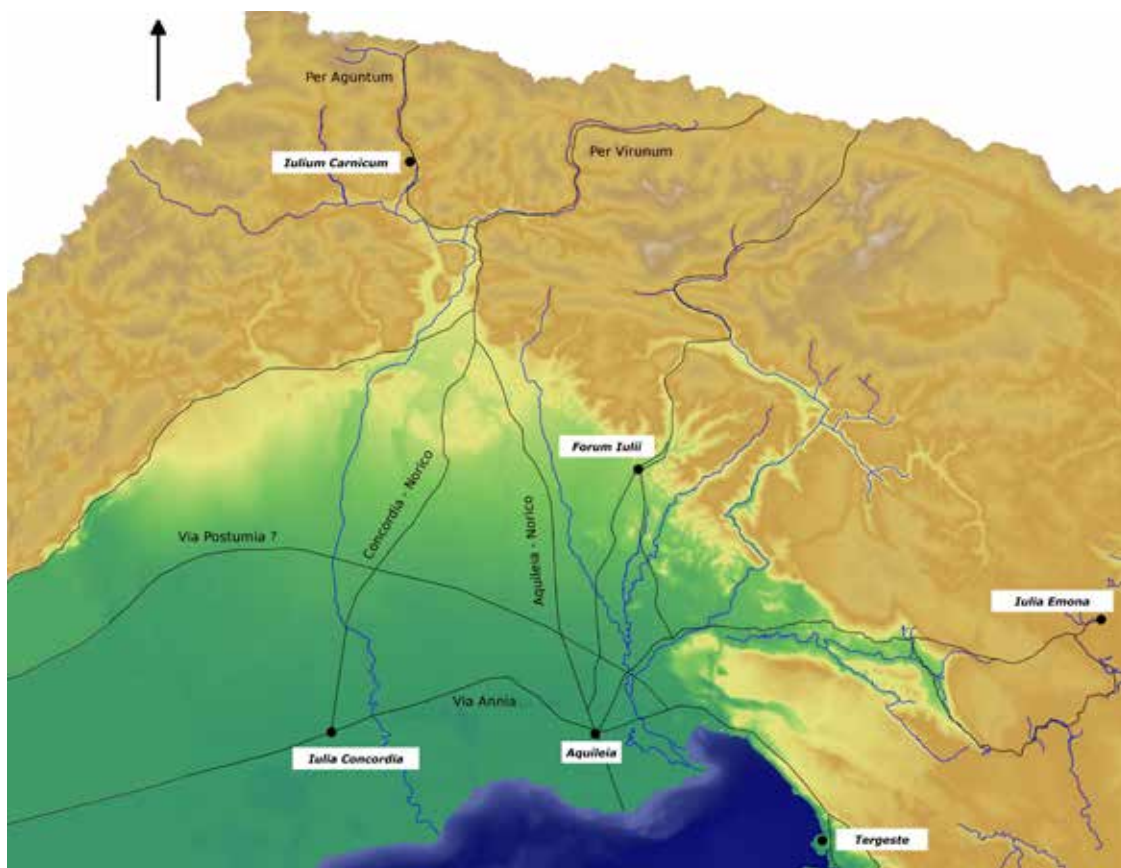 Per Aguntum
Iulium Carnicum
Per Virunum
Forum Iulii
Concordia - Norico
Aquileia - Norico
Via Postumia ?
Iulia Emona
Via Annia
Iulia Concordia
Aquileia
Tergeste